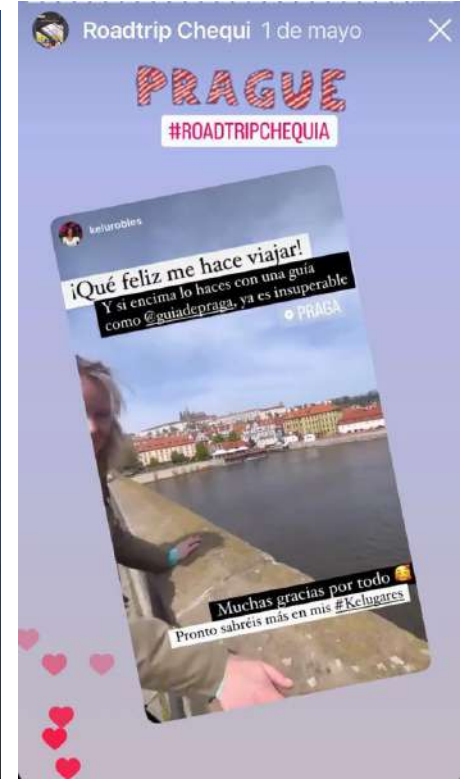 Roadtrip Chequi 1 de mayo
PRAGUE
#ROADTRIPCHEQUIA
kelurobles
¡Qué feliz me hace viajar!
Y si encima lo haces con una guía
como @guiadepraga, ya es insuperable
PRAGA
Muchas gracias por todo 🥰
Pronto sabréis más en mis #Kelugares